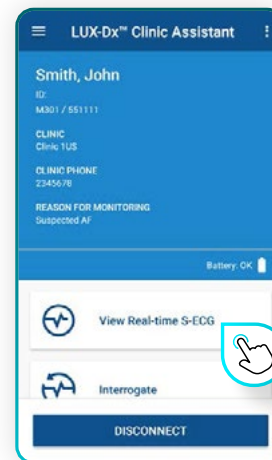 LUX-Dx™ Clinic Assistant
Smith, John
ID:
M301 / 551111
CLINIC
Clinic 1US
CLINIC PHONE
2345678
REASON FOR MONITORING
Suspected AF
Battery: OK
View Real-time S-ECG
Interrogate
DISCONNECT